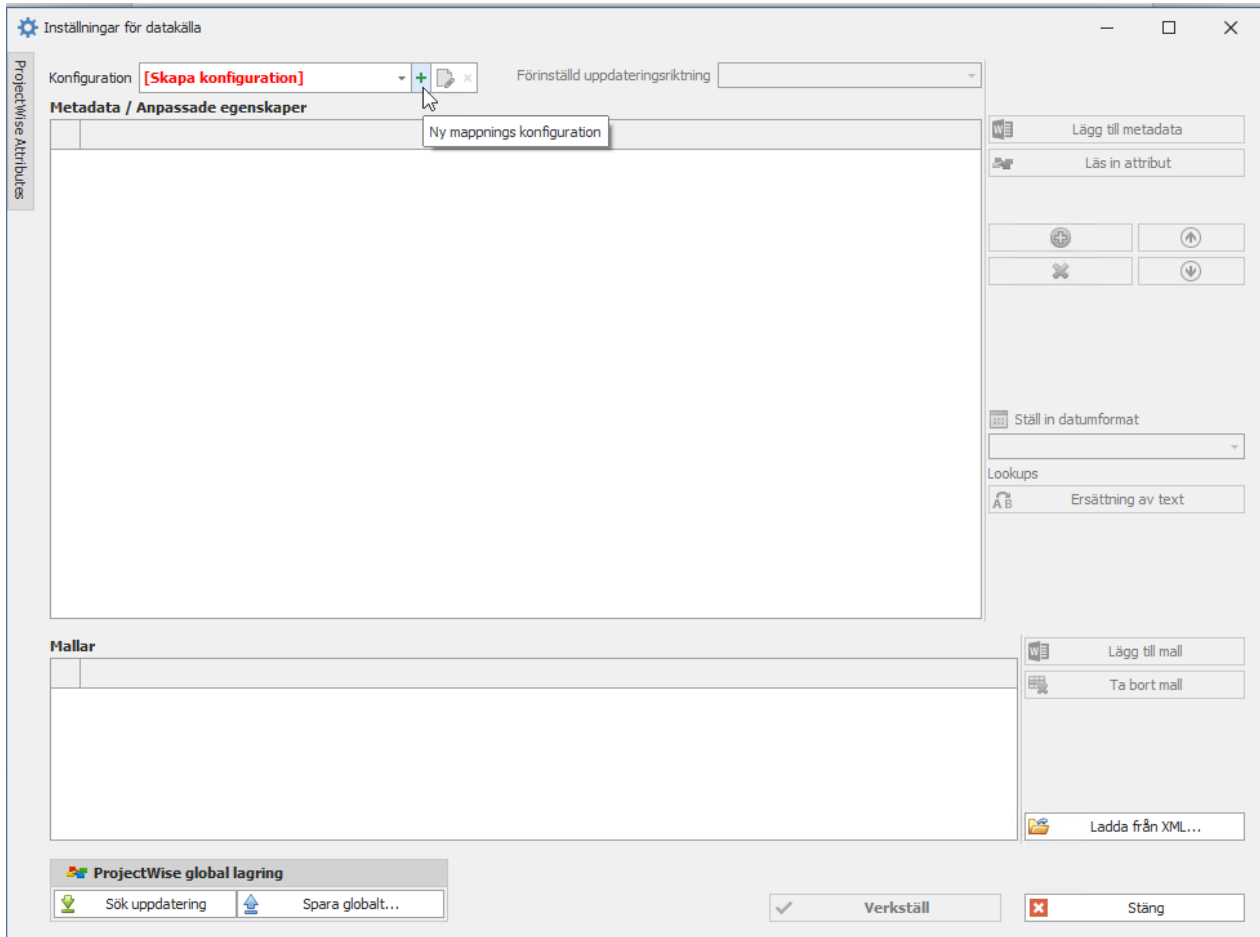 Inställningar för datakälla
ProjectWise Attributes
Konfiguration [Skapa konfiguration] Förinställd uppdateringsriktning
Metadata / Anpassade egenskaper
Ny mappnings konfiguration
Lägg till metadata
Läs in attribut
Ställ in datumformat
Lookups
A B Ersättning av text
Mallar
Lägg till mall
Ta bort mall
Ladda från XML...
ProjectWise global lagring
Sök uppdatering Spara globalt...
Verkställ Stäng